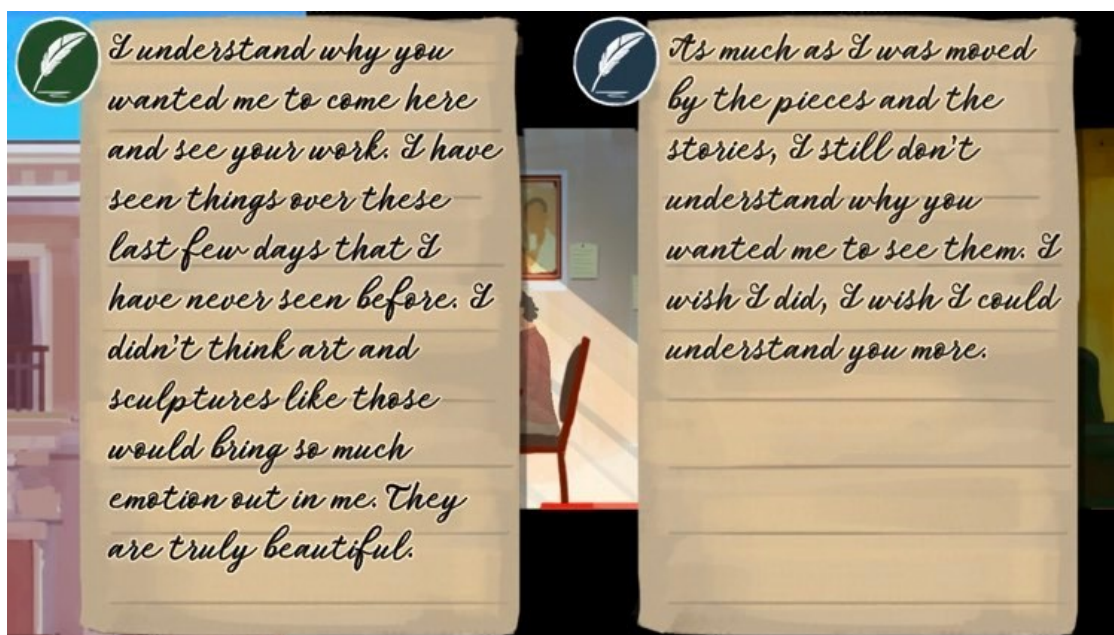 I understand why you
wanted me to come here
and see your work. I have
seen things over these
last few days that I
have never seen before. I
didn't think art and
sculptures like those
would bring so much
emotion out in me. They
are truly beautiful.
As much as I was moved
by the pieces and the
stories, I still don't
understand why you
wanted me to see them. I
wish I did, I wish I could
understand you more.